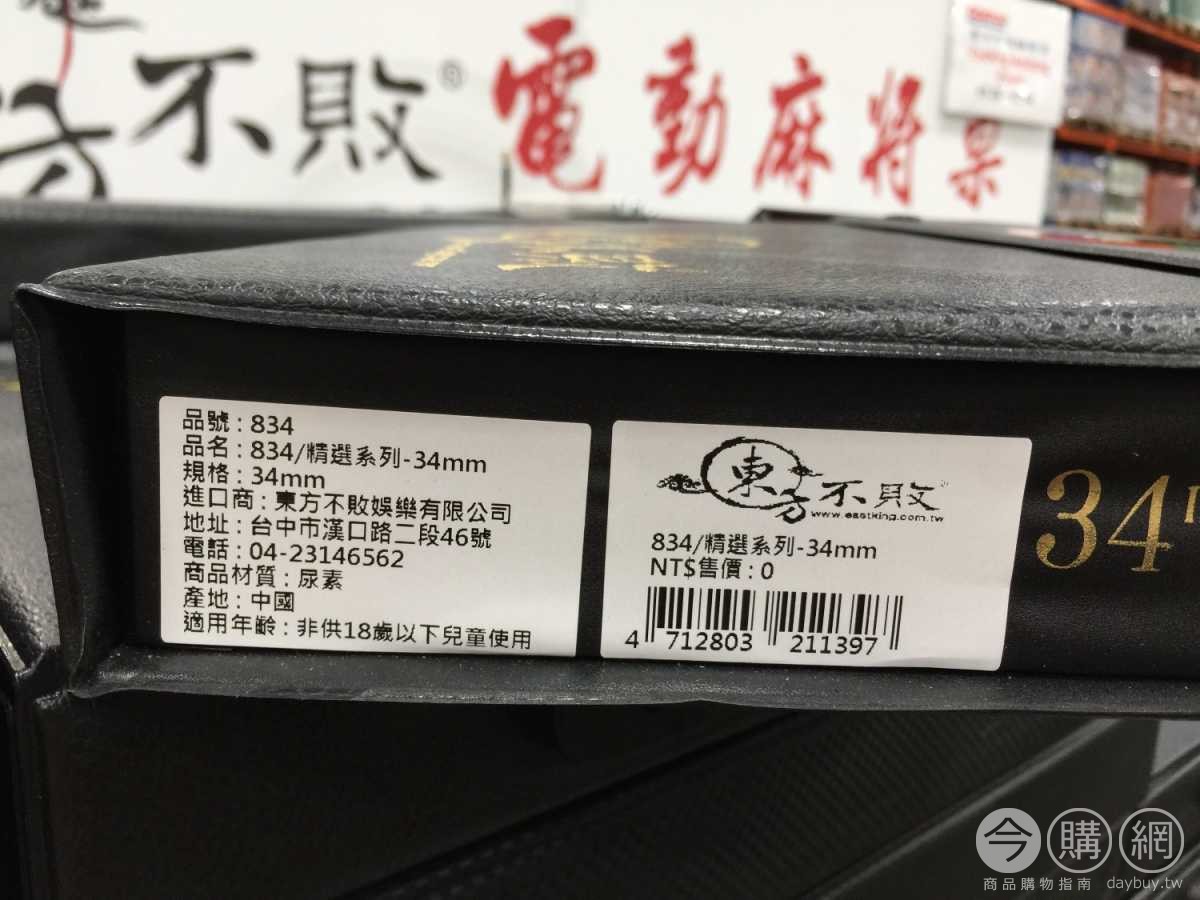 方不敗® 電動麻將桌
品號 : 834
品名 : 834/精選系列-34mm
規格 : 34mm
進口商 : 東方不敗娛樂有限公司
地址 : 台中市漢口路二段46號
電話 : 04-23146562
商品材質 : 尿素
產地 : 中國
適用年齡 : 非供18歲以下兒童使用
東方不敗
www.eastking.com.tw
834/精選系列-34mm
NT$售價 : 0
4 712803 211397
34
今購網
商品購物指南 daybuy.tw